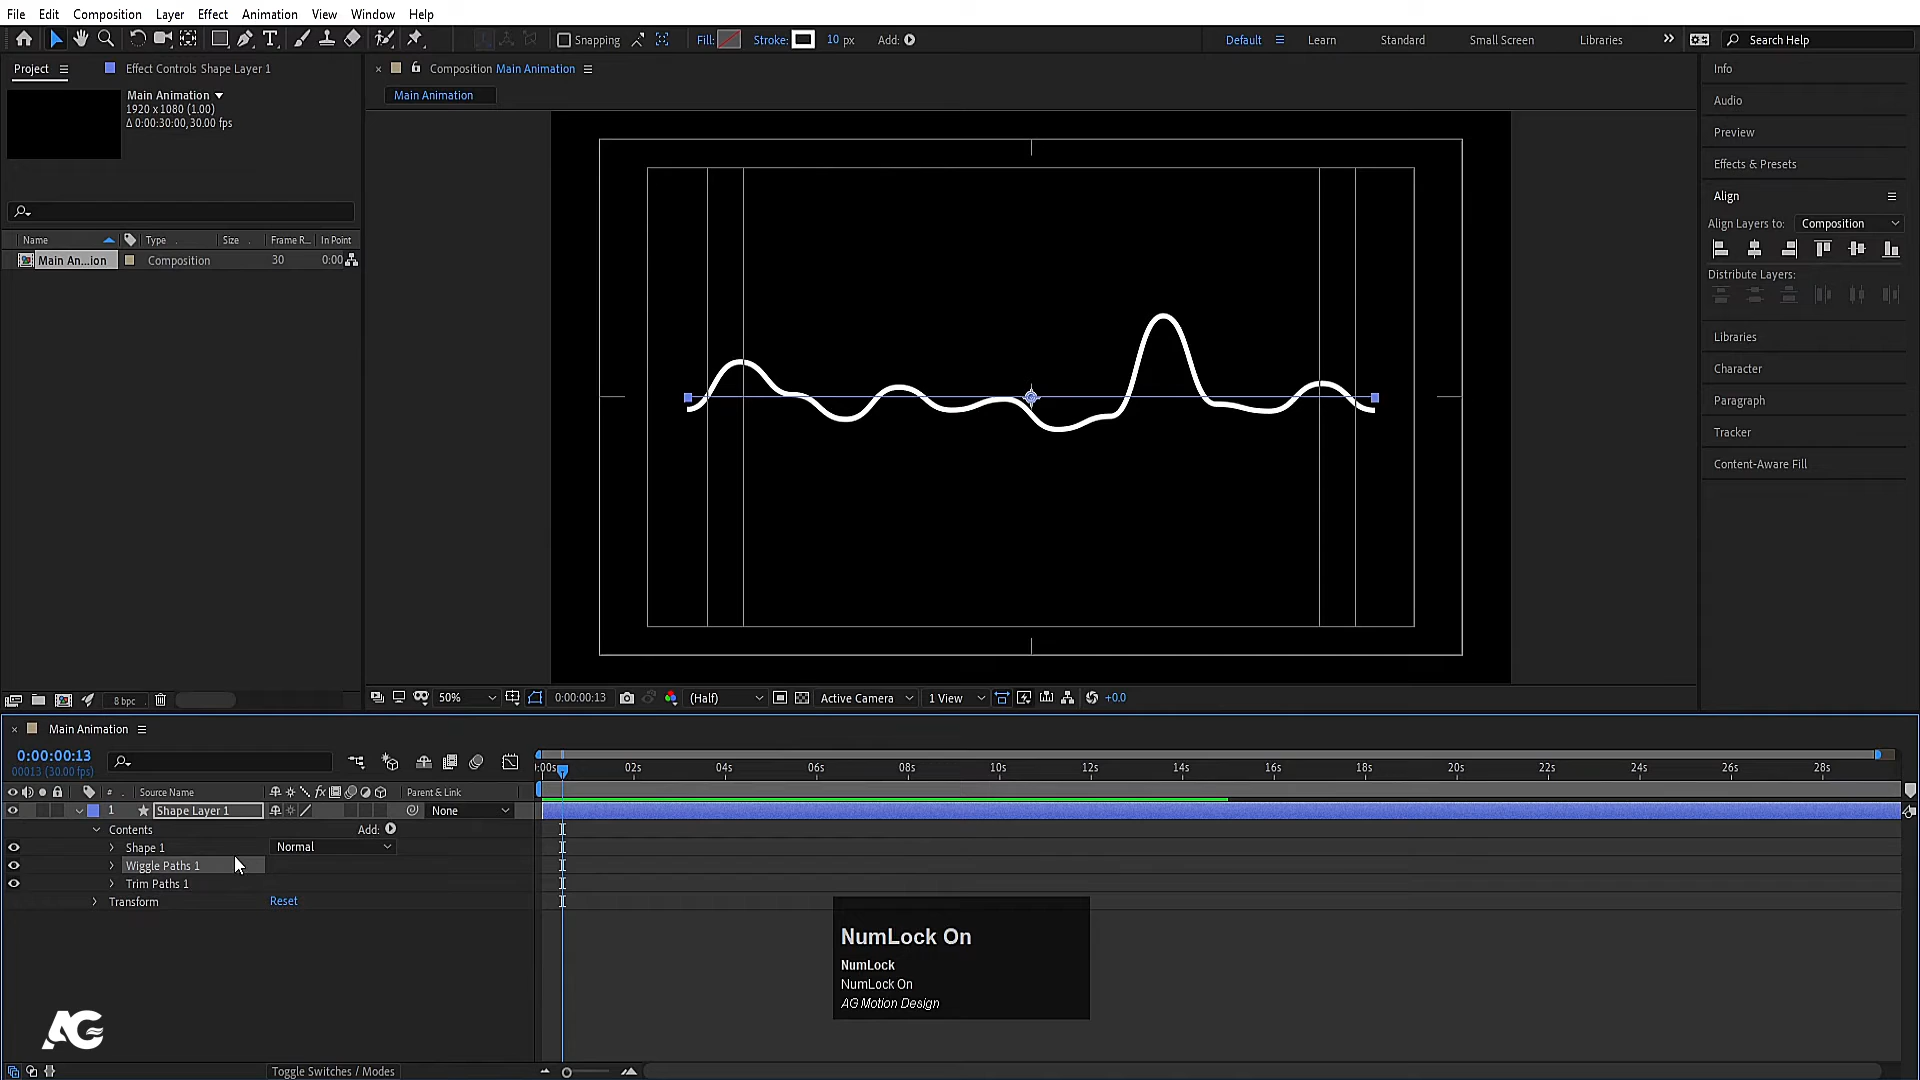 File Edit Composition Layer Effect Animation View Window Help
Snapping Fill: Stroke: 10 px Add: Default Learn Standard Small Screen Libraries Search Help
Project Effect Controls Shape Layer 1
Composition Main Animation
Main Animation
Main Animation
1920 x 1080 (1.00)
Δ 0:00:30:00, 30.00 fps
Name Type Size Frame R... In Point
Main An...ion Composition 30 0:00
8 bpc
50% 0:00:00:13 (Half) Active Camera 1 View +0.0
Info
Audio
Preview
Effects & Presets
Align
Align Layers to: Composition
Distribute Layers:
Libraries
Character
Paragraph
Tracker
Content-Aware Fill
Main Animation
0:00:00:13
00013 (30.00 fps)
:00s 02s 04s 06s 08s 10s 12s 14s 16s 18s 20s 22s 24s 26s 28s
# Source Name fx Parent & Link
1 Shape Layer 1 None
Contents Add:
Shape 1 Normal
Wiggle Paths 1
Trim Paths 1
Transform Reset
NumLock On
NumLock
NumLock On
AG Motion Design
AG
Toggle Switches / Modes